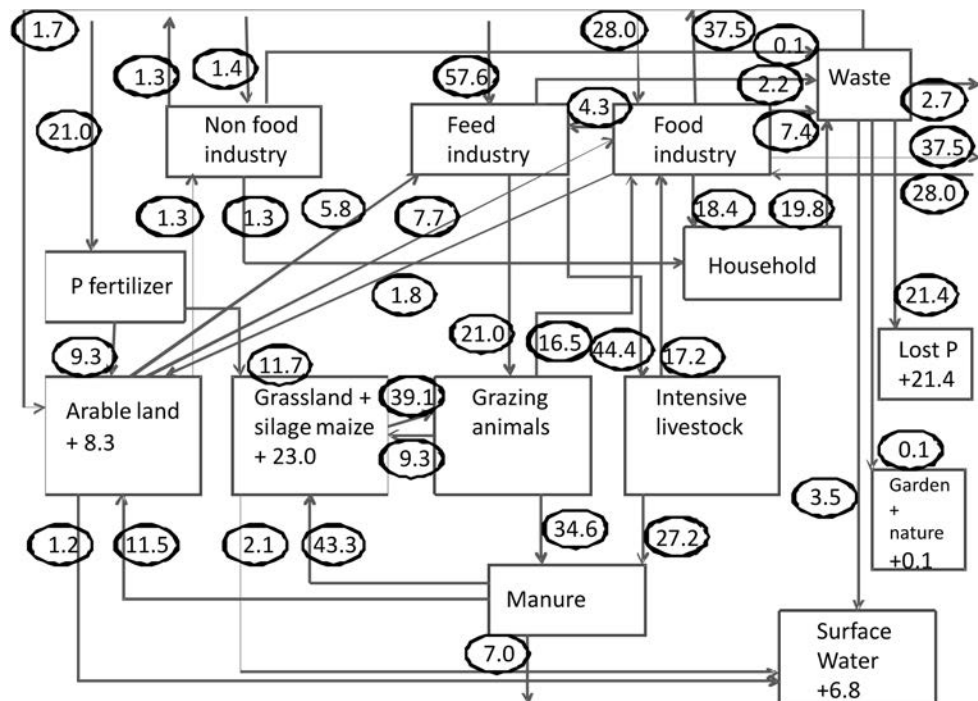 1.7
28.0
37.5
0.1
1.3
1.4
57.6
2.2
Waste
2.7
21.0
Non food
industry
Feed
industry
4.3
Food
industry
7.4
37.5
28.0
1.3
1.3
5.8
7.7
18.4
19.8
P fertilizer
1.8
Household
21.4
9.3
11.7
21.0
16.5
44.4
17.2
Lost P
+21.4
Arable land
+ 8.3
Grassland +
silage maize
+ 23.0
39.1
9.3
Grazing
animals
Intensive
livestock
0.1
Garden
+
nature
+0.1
3.5
1.2
11.5
2.1
43.3
34.6
27.2
Manure
7.0
Surface
Water
+6.8